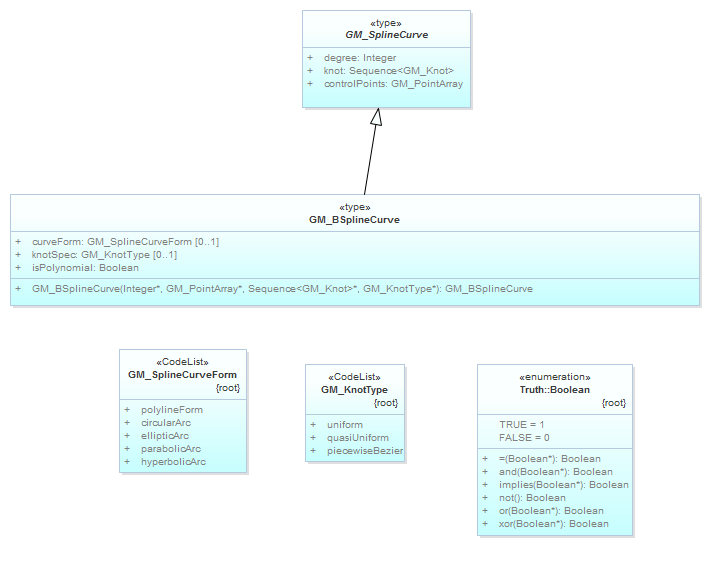 «type»
GM_SplineCurve
+ degree: Integer
+ knot: Sequence<GM_Knot>
+ controlPoints: GM_PointArray
«type»
GM_BSplineCurve
+ curveForm: GM_SplineCurveForm [0..1]
+ knotSpec: GM_KnotType [0..1]
+ isPolynomial: Boolean
+ GM_BSplineCurve(Integer*, GM_PointArray*, Sequence<GM_Knot>*, GM_KnotType*): GM_BSplineCurve
«CodeList»
GM_SplineCurveForm
{root}
+ polylineForm
+ circularArc
+ ellipticArc
+ parabolicArc
+ hyperbolicArc
«CodeList»
GM_KnotType
{root}
+ uniform
+ quasiUniform
+ piecewiseBezier
«enumeration»
Truth::Boolean
{root}
TRUE = 1
FALSE = 0
+ =(Boolean*): Boolean
+ and(Boolean*): Boolean
+ implies(Boolean*): Boolean
+ not(): Boolean
+ or(Boolean*): Boolean
+ xor(Boolean*): Boolean